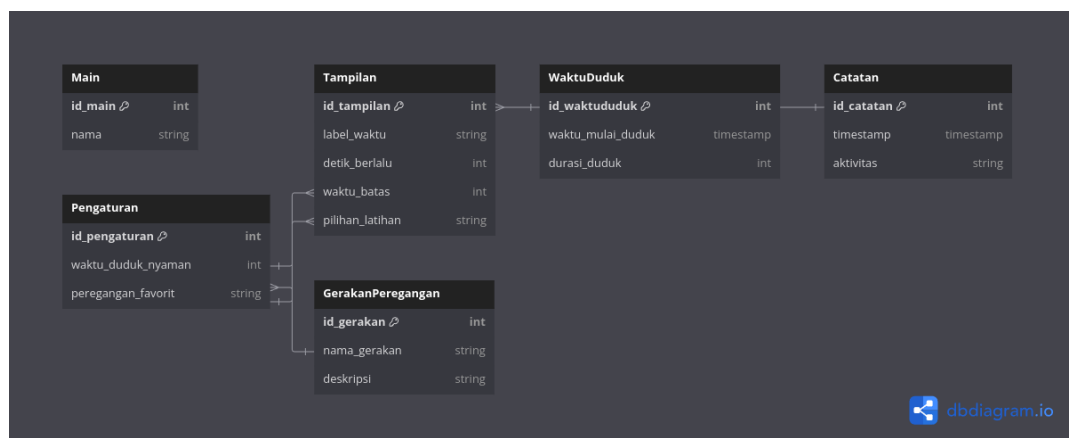 Main
id_main int
nama string
Pengaturan
id_pengaturan int
waktu_duduk_nyaman int
peregangan_favorit string
Tampilan
id_tampilan int
label_waktu string
detik_berlalu int
waktu_batas int
pilihan_latihan string
GerakanPeregangan
id_gerakan int
nama_gerakan string
deskripsi string
WaktuDuduk
id_waktududuk int
waktu_mulai_duduk timestamp
durasi_duduk int
Catatan
id_catatan int
timestamp timestamp
aktivitas string
dbdiagram.io